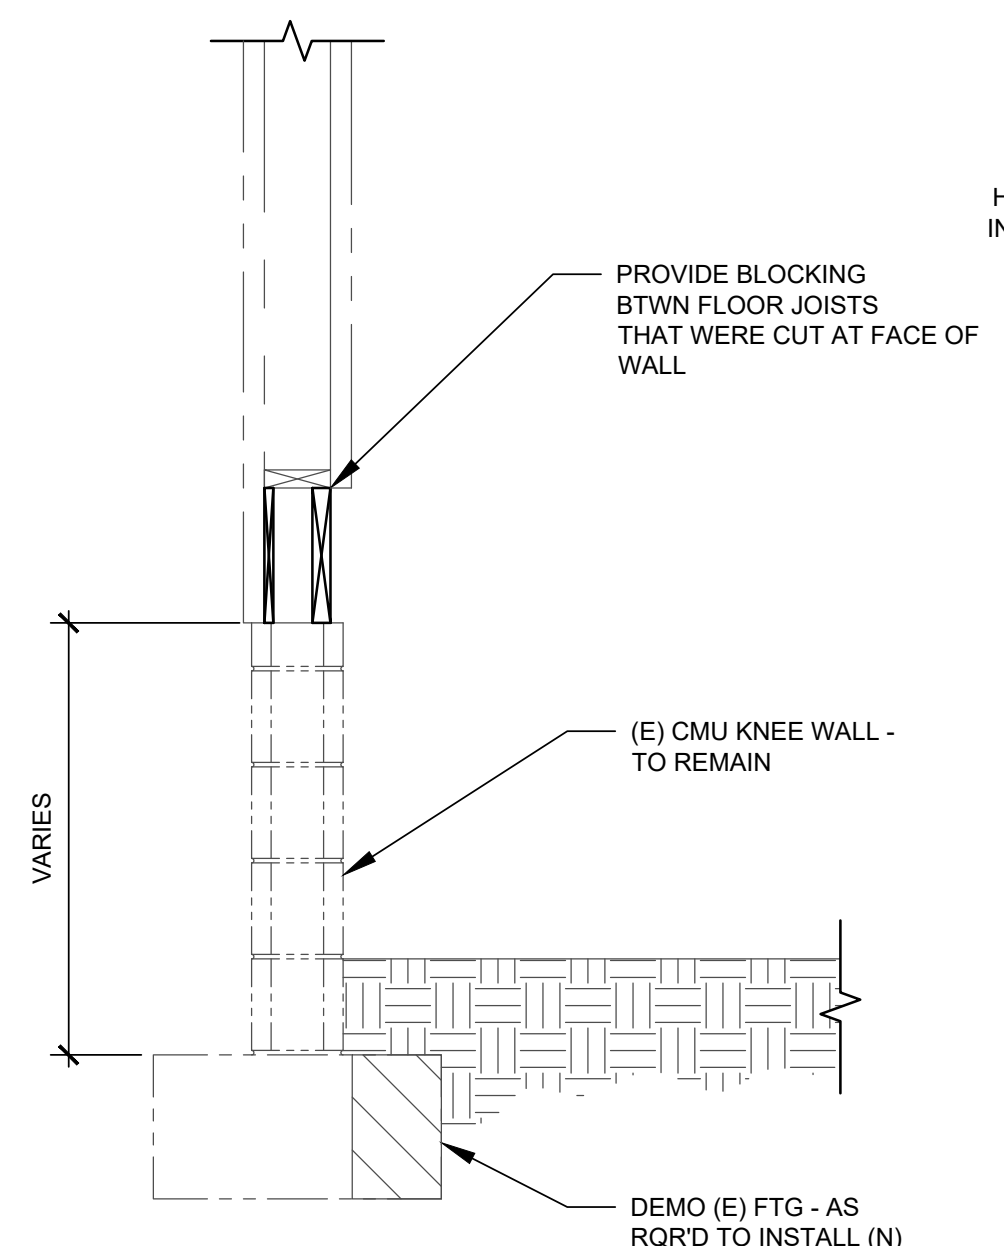 PROVIDE BLOCKING
BTWN FLOOR JOISTS
THAT WERE CUT AT FACE OF
WALL
(E) CMU KNEE WALL -
TO REMAIN
VARIES
DEMO (E) FTG - AS
RQR'D TO INSTALL (N)